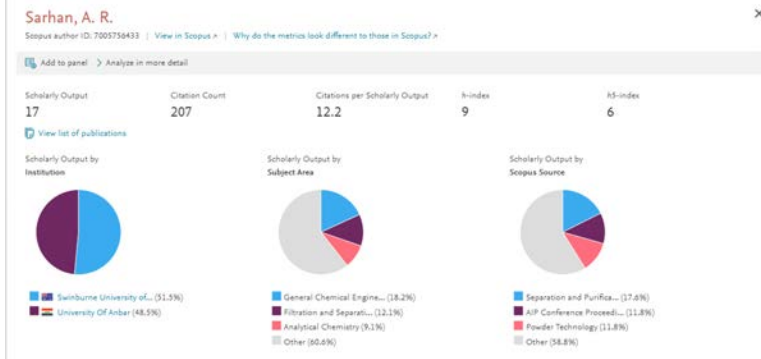 Sarhan, A. R.
Scopus author ID: 7005756433 | View in Scopus ↗ | Why do the metrics look different to those in Scopus? ↗
Add to panel > Analyze in more detail
Scholarly Output
17
Citation Count
207
Citations per Scholarly Output
12.2
h-index
9
h5-index
6
View list of publications
Scholarly Output by
Institution
Swinburne University of... (51.5%)
University Of Anbar (48.5%)
Scholarly Output by
Subject Area
General Chemical Engine... (18.2%)
Filtration and Separati... (12.1%)
Analytical Chemistry (9.1%)
Other (60.6%)
Scholarly Output by
Scopus Source
Separation and Purifica... (17.6%)
AIP Conference Proceedi... (11.8%)
Powder Technology (11.8%)
Other (58.8%)